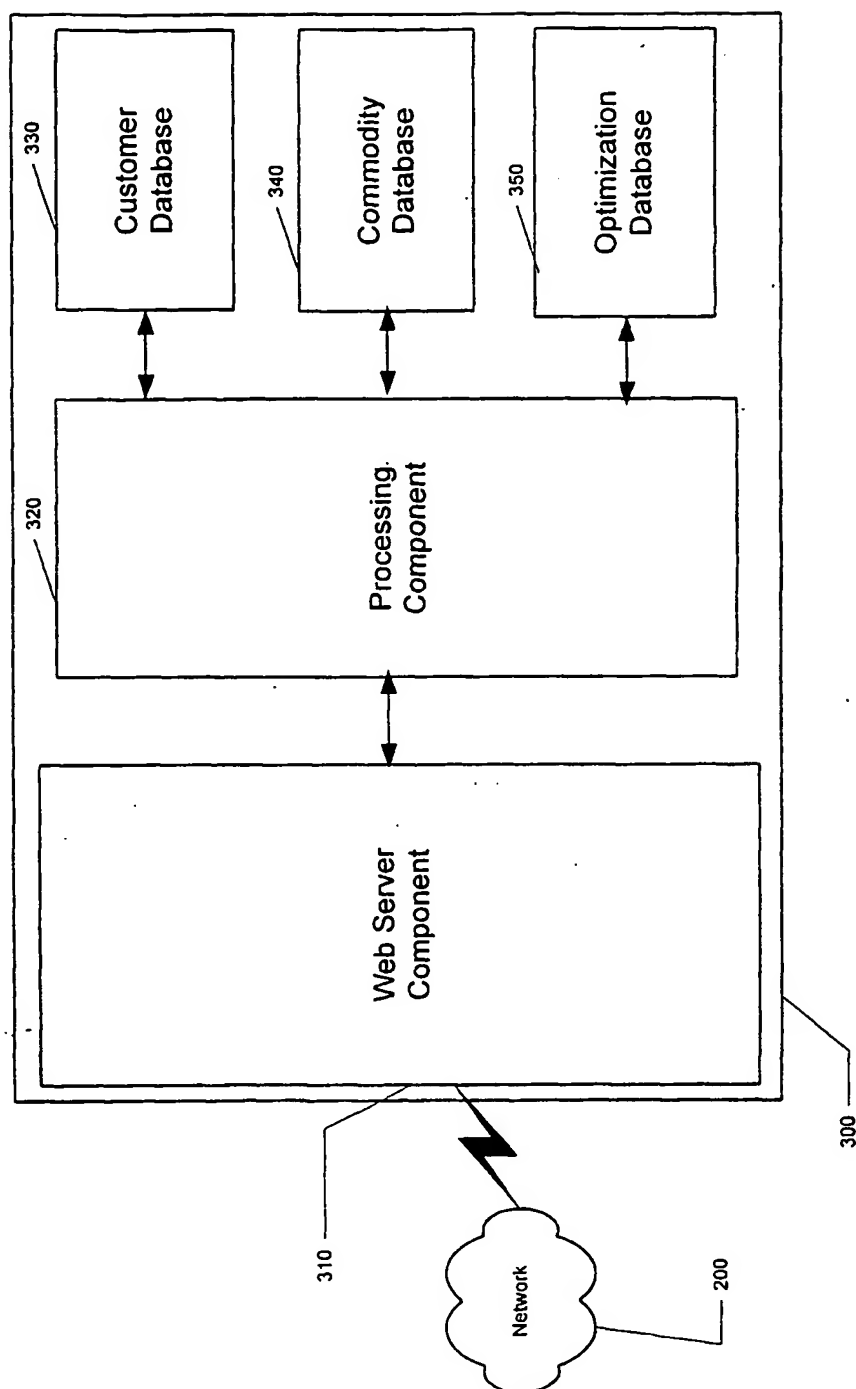 330
Customer
Database
340
Commodity
Database
350
Optimization
Database
320
Processing
Component
Web Server
Component
310
300
Network
200